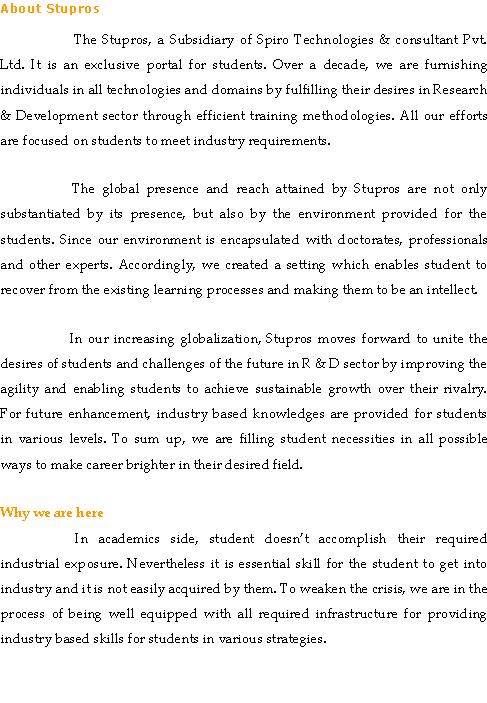 About Stupros
The Stupros, a Subsidiary of Spiro Technologies & consultant Pvt.
Ltd. It is an exclusive portal for students. Over a decade, we are furnishing
individuals in all technologies and domains by fulfilling their desires in Research
& Development sector through efficient training methodologies. All our efforts
are focused on students to meet industry requirements.
The global presence and reach attained by Stupros are not only
substantiated by its presence, but also by the environment provided for the
students. Since our environment is encapsulated with doctorates, professionals
and other experts. Accordingly, we created a setting which enables student to
recover from the existing learning processes and making them to be an intellect.
In our increasing globalization, Stupros moves forward to unite the
desires of students and challenges of the future in R & D sector by improving the
agility and enabling students to achieve sustainable growth over their rivalry.
For future enhancement, industry based knowledges are provided for students
in various levels. To sum up, we are filling student necessities in all possible
ways to make career brighter in their desired field.
Why we are here
In academics side, student doesn't accomplish their required
industrial exposure. Nevertheless it is essential skill for the student to get into
industry and it is not easily acquired by them. To weaken the crisis, we are in the
process of being well equipped with all required infrastructure for providing
industry based skills for students in various strategies.